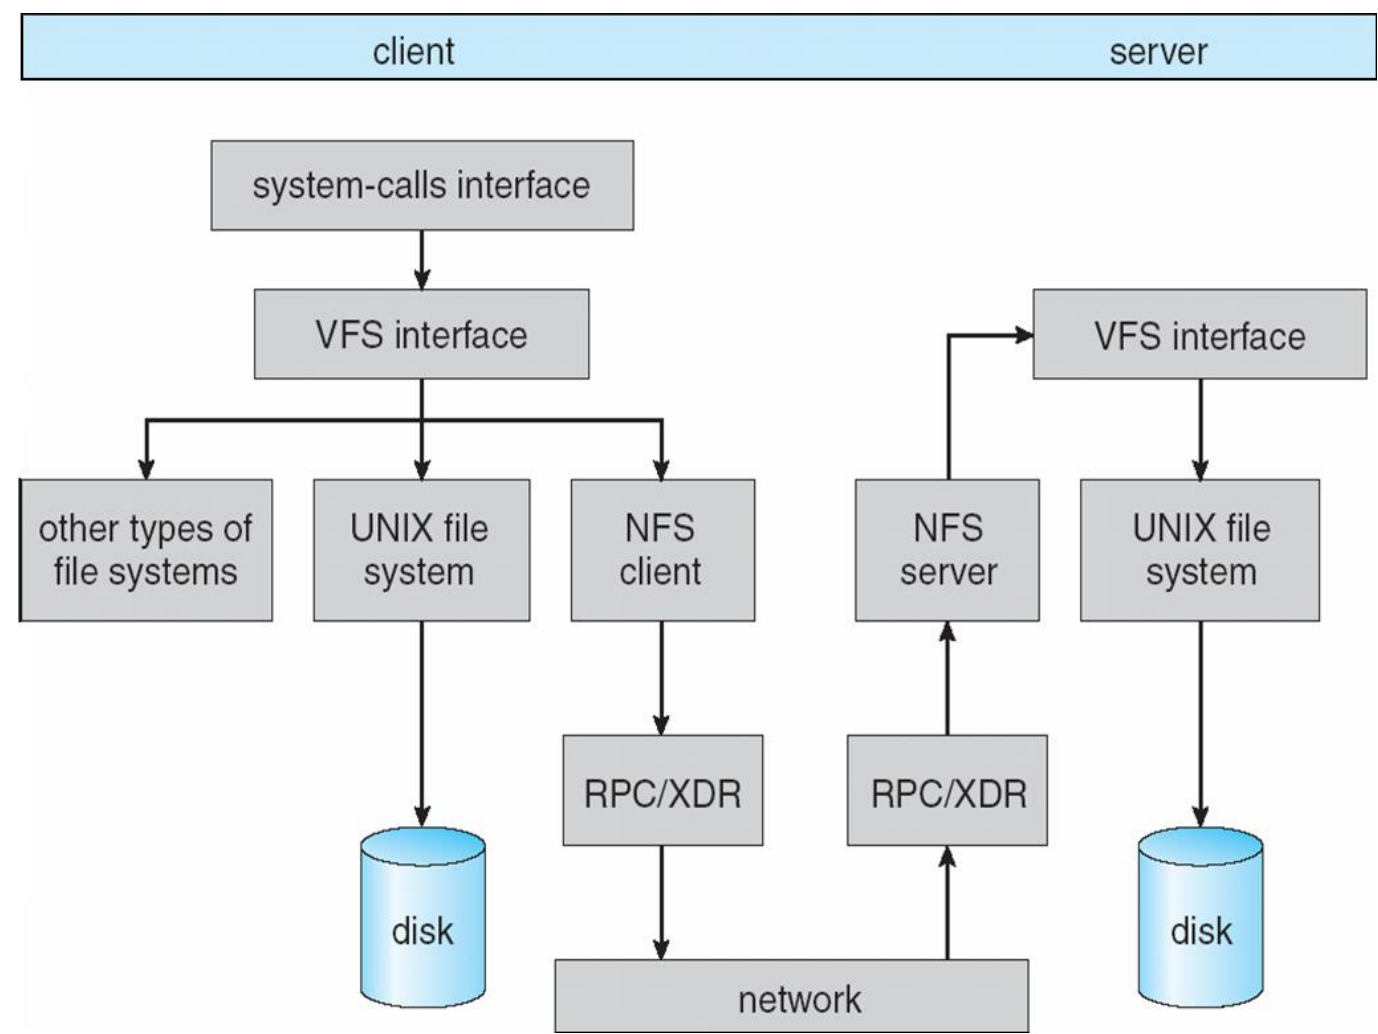 client
server
system-calls interface
VFS interface
VFS interface
other types of
file systems
UNIX file
system
NFS
client
NFS
server
UNIX file
system
RPC/XDR
RPC/XDR
disk
disk
network